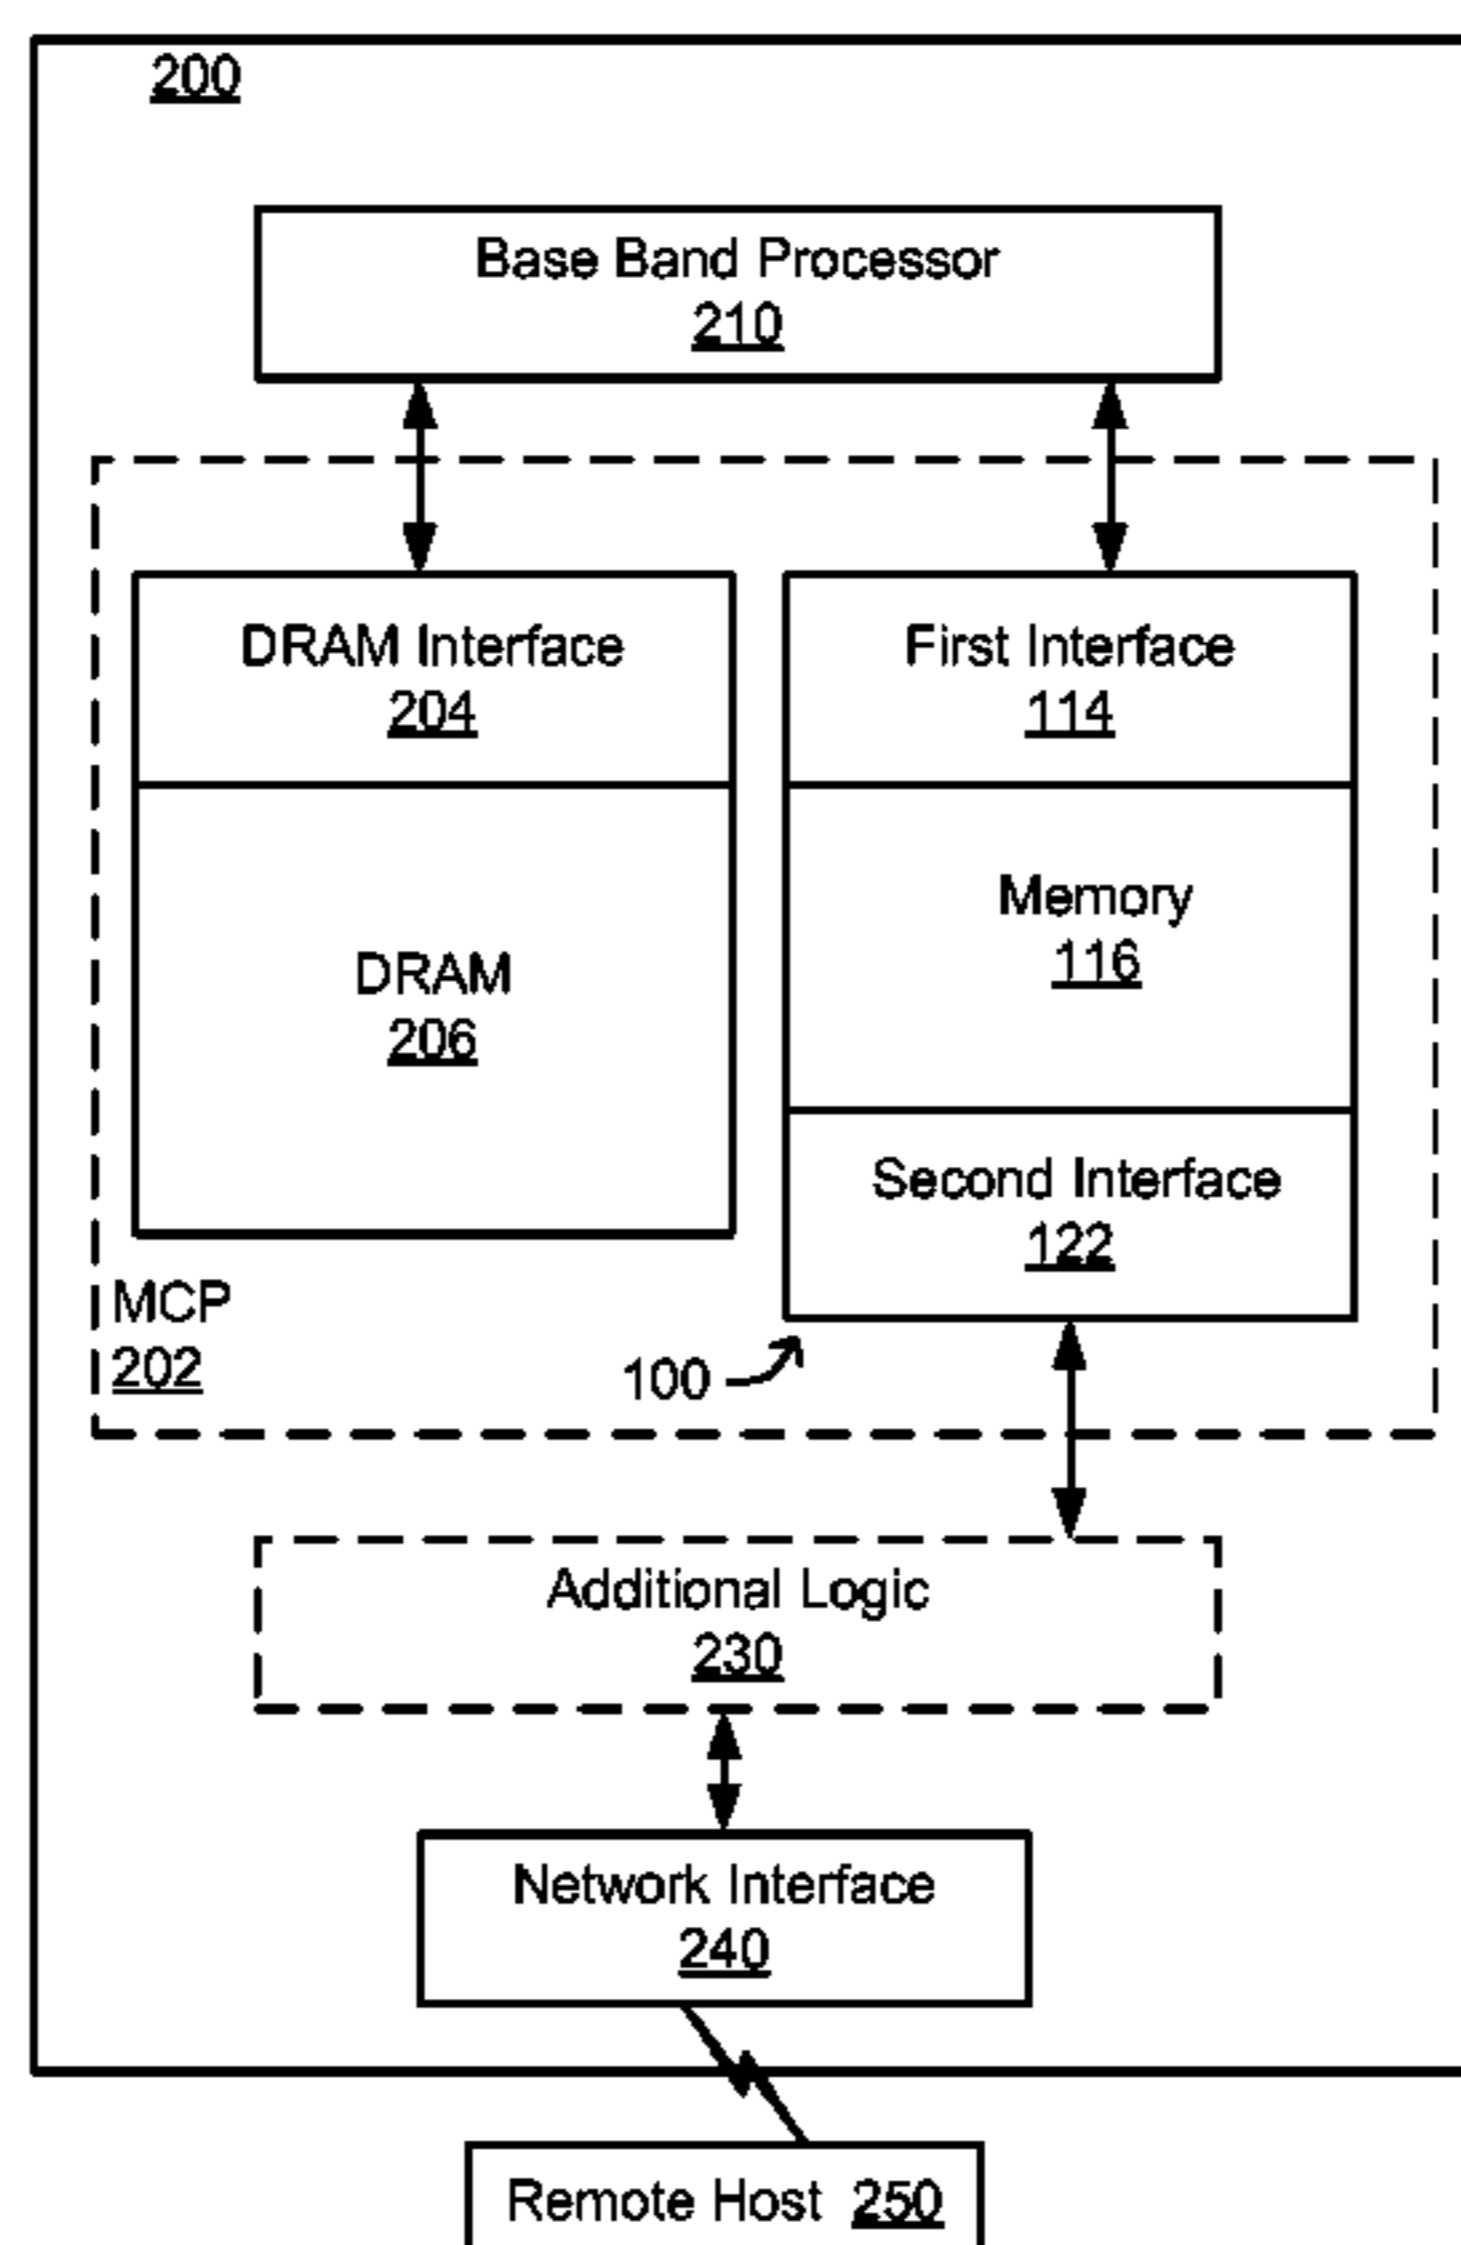 200
Base Band Processor
210
DRAM Interface
204
First Interface
114
Memory
116
DRAM
206
Second Interface
122
MCP
202
100
Additional Logic
230
Network Interface
240
Remote Host 250